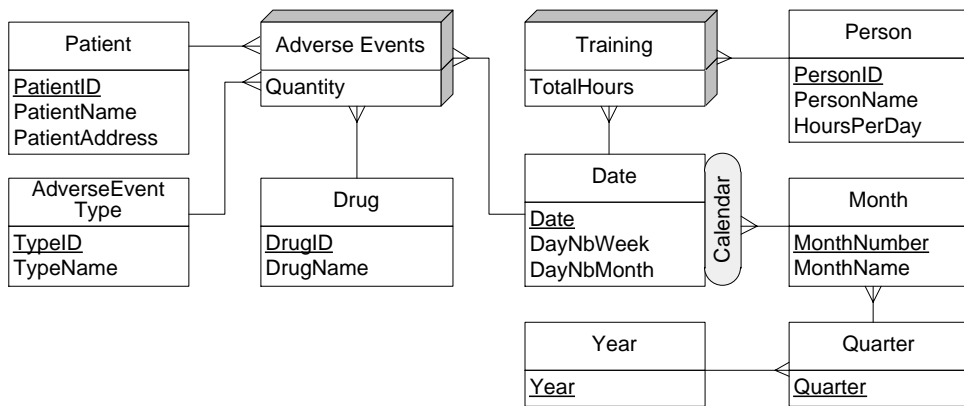 Patient
PatientID
PatientName
PatientAddress
Adverse Events
Quantity
Training
TotalHours
Person
PersonID
PersonName
HoursPerDay
AdverseEvent
Type
TypeID
TypeName
Drug
DrugID
DrugName
Date
Date
DayNbWeek
DayNbMonth
Calendar
Month
MonthNumber
MonthName
Year
Year
Quarter
Quarter